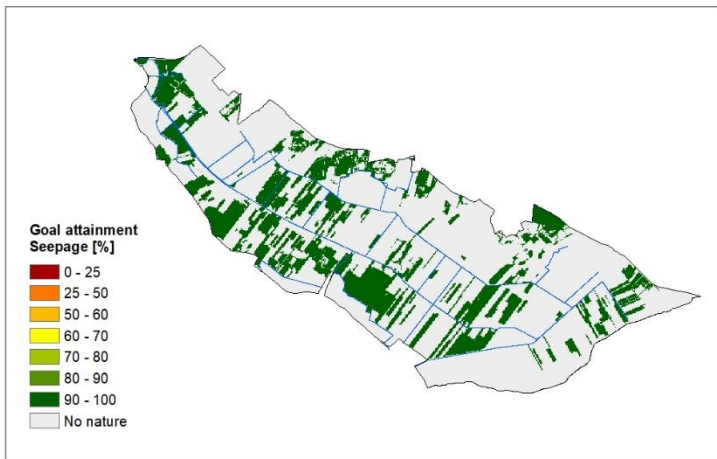 Goal attainment
Seepage [%]
0 - 25
25 - 50
50 - 60
60 - 70
70 - 80
80 - 90
90 - 100
No nature